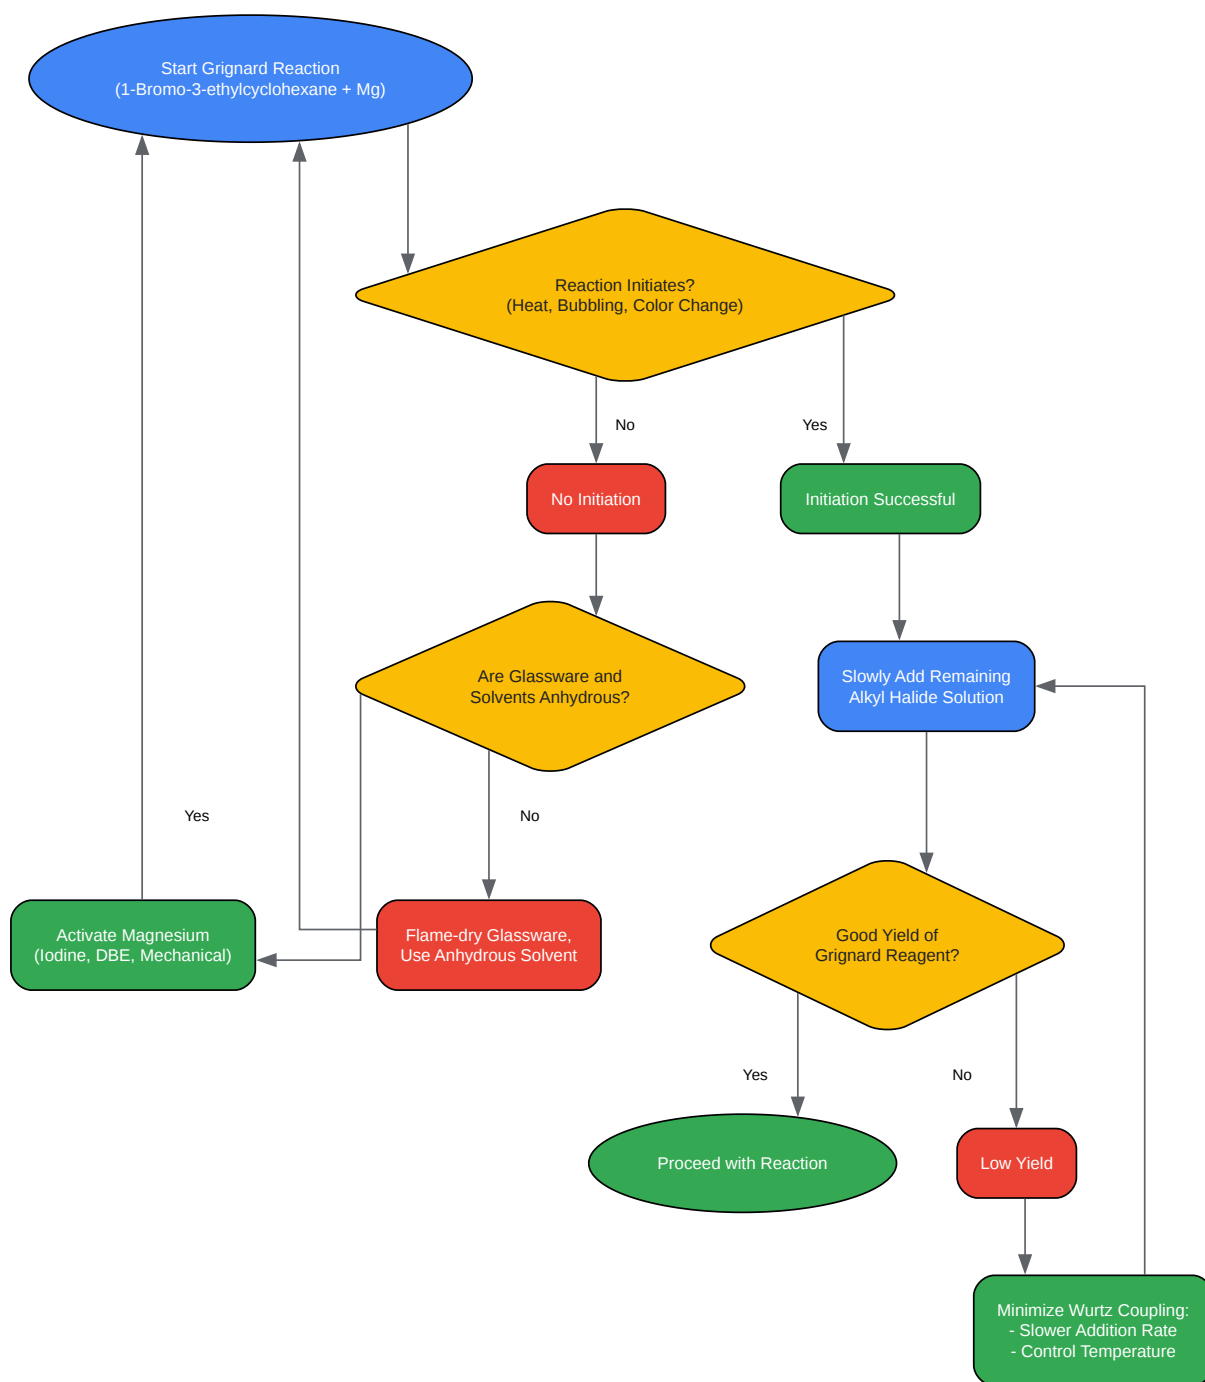 Start Grignard Reaction
(1-Bromo-3-ethylcyclohexane + Mg)
Reaction Initiates?
(Heat, Bubbling, Color Change)
No
Yes
No Initiation
Initiation Successful
Are Glassware and
Solvents Anhydrous?
Slowly Add Remaining
Alkyl Halide Solution
Yes
No
Activate Magnesium
(Iodine, DBE, Mechanical)
Flame-dry Glassware,
Use Anhydrous Solvent
Good Yield of
Grignard Reagent?
Yes
No
Proceed with Reaction
Low Yield
Minimize Wurtz Coupling:
- Slower Addition Rate
- Control Temperature